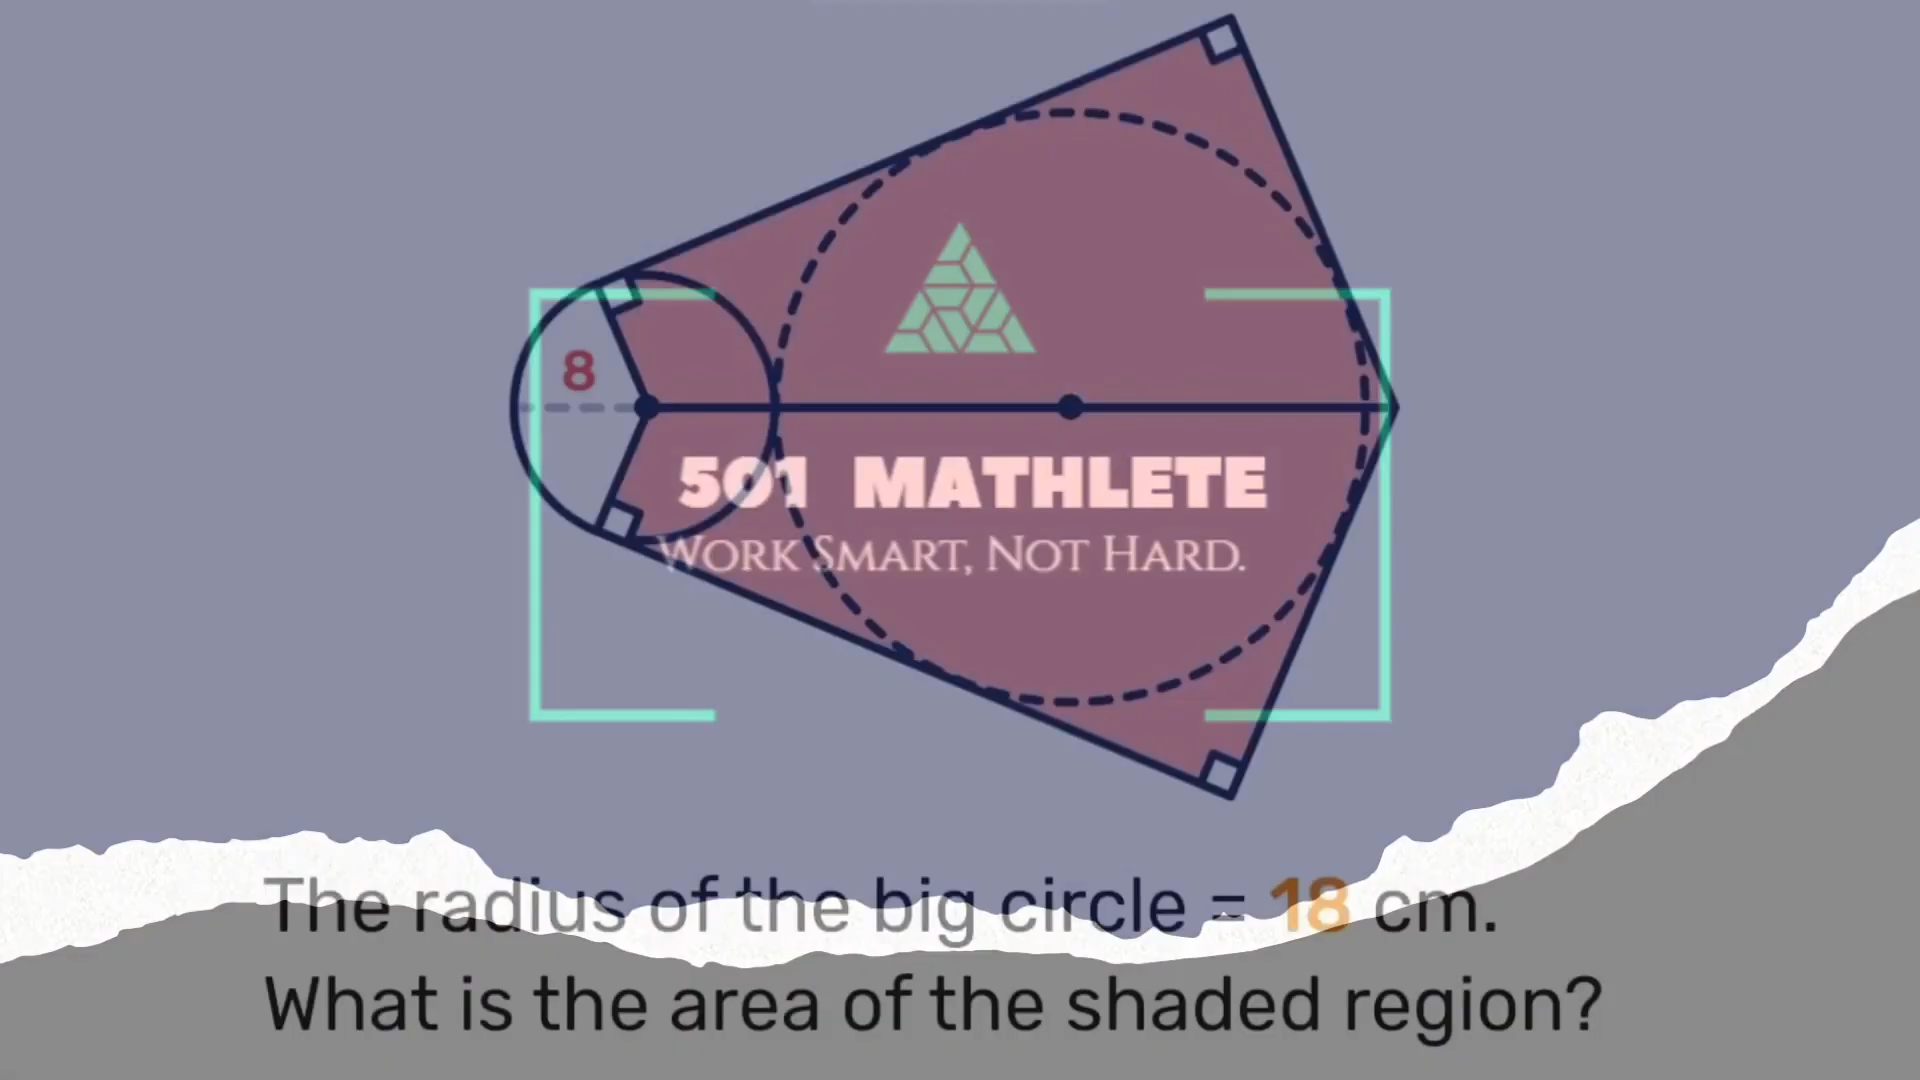 8
501 MATHLETE
WORK SMART, NOT HARD.
The radius of the big circle = 18 cm.
What is the area of the shaded region?